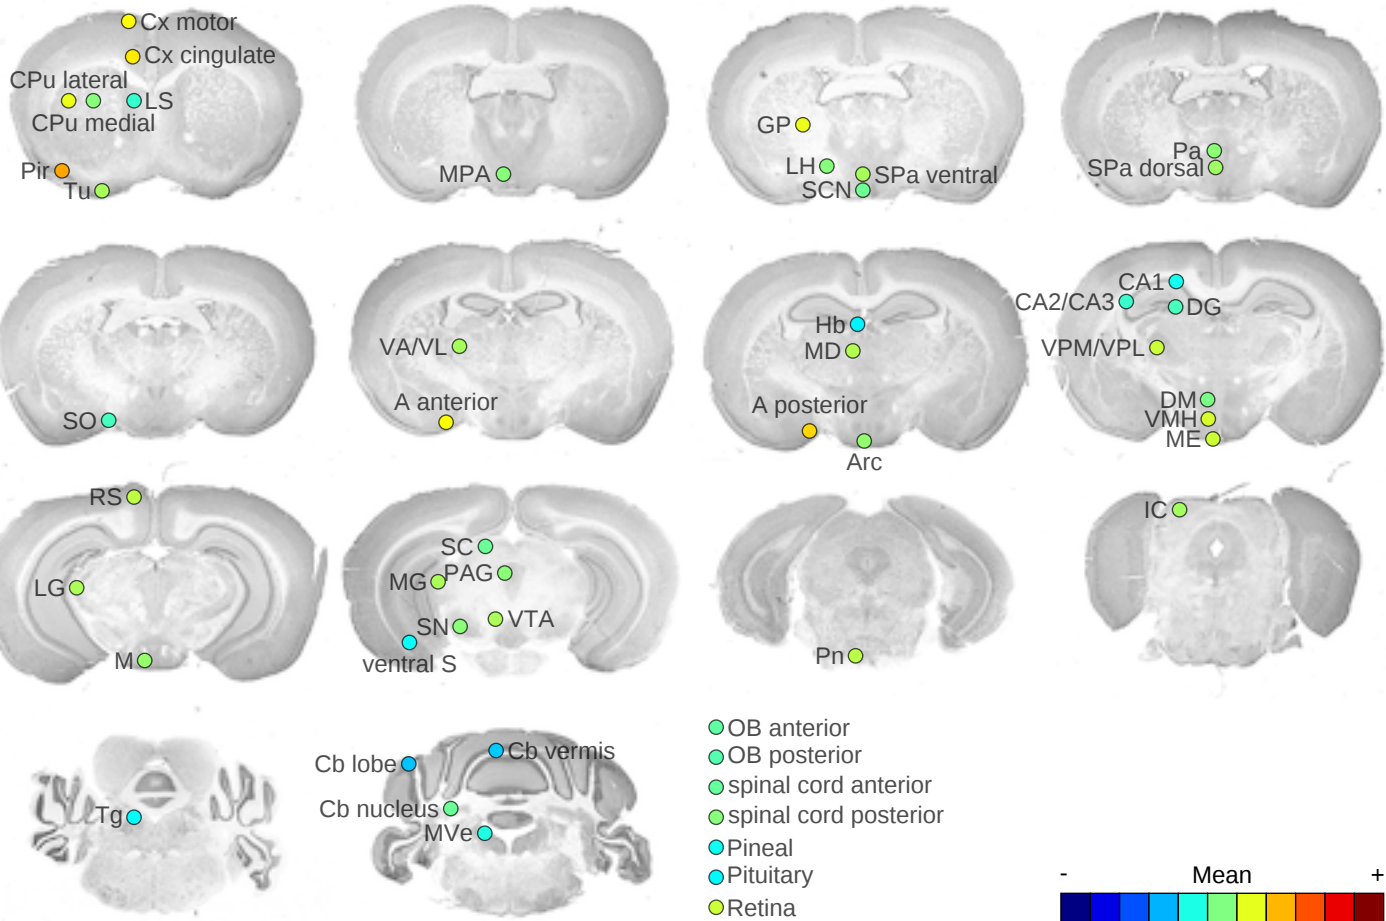 Cx motor
Cx cingulate
CPu lateral
LS
CPu medial
Pir
Tu
MPA
GP
LH
SPa ventral
SCN
Pa
SPa dorsal
SO
VA/VL
A anterior
Hb
MD
A posterior
Arc
CA1
CA2/CA3
DG
VPM/VPL
DM
VMH
ME
RS
LG
M
SC
MG
PAG
SN
VTA
ventral S
Pn
IC
Tg
Cb lobe
Cb vermis
Cb nucleus
MVe
OB anterior
OB posterior
spinal cord anterior
spinal cord posterior
Pineal
Pituitary
Retina
- Mean +